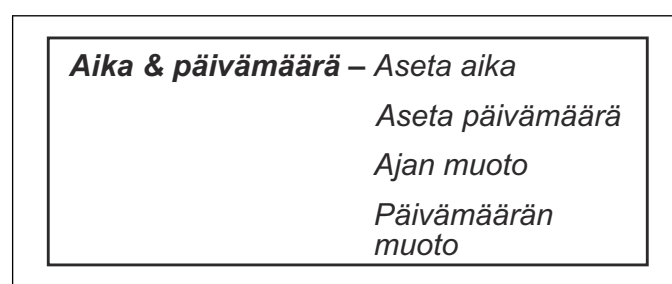 Aika & päivämäärä – Aseta aika
Aseta päivämäärä
Ajan muoto
Päivämäärän
muoto